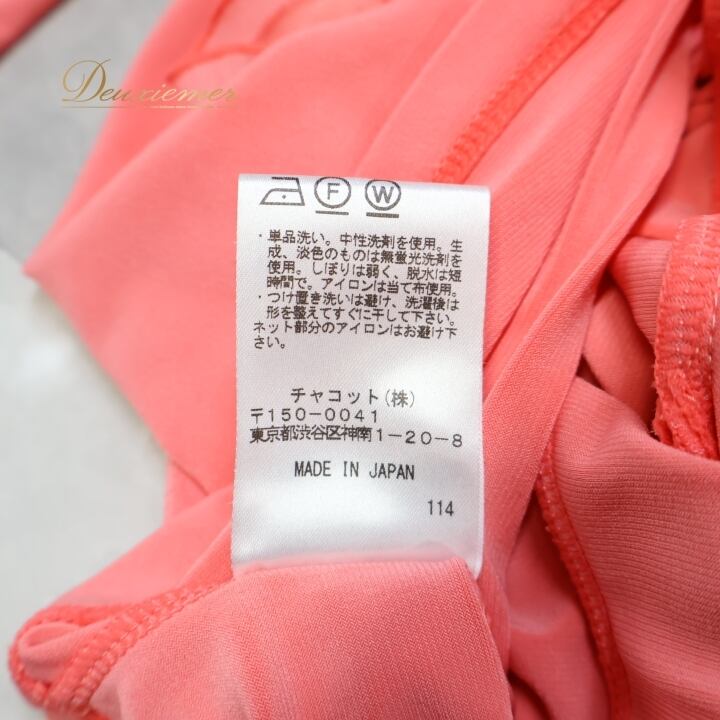 Deuxiemer
F W
・単品洗い。中性洗剤を使用。生
成、淡色のものは無蛍光洗剤を
使用。しぼりは弱く、脱水は短
時間で。アイロンは当て布使用。
・つけ置き洗いは避け、洗濯後は
形を整えてすぐに干して下さい。
ネット部分のアイロンはお避け下
さい。
チャコット(株)
〒150-0041
東京都渋谷区神南1-20-8
MADE IN JAPAN
114